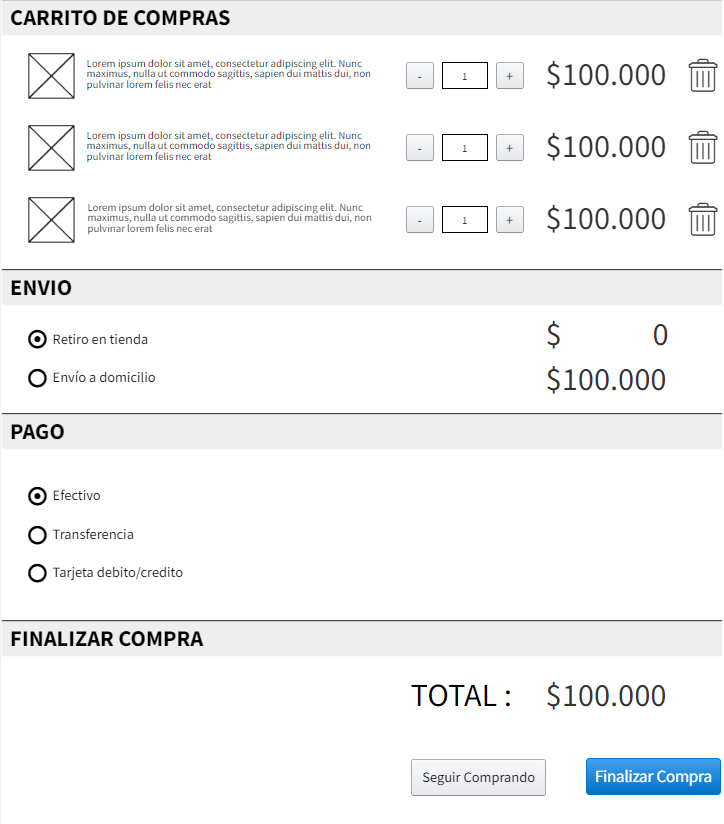 CARRITO DE COMPRAS
Lorem ipsum dolor sit amet, consectetur adipiscing elit. Nunc
maximus, nulla ut commodo sagittis, sapien dui mattis dui, non
pulvinar lorem felis nec erat
- 1 + $100.000
Lorem ipsum dolor sit amet, consectetur adipiscing elit. Nunc
maximus, nulla ut commodo sagittis, sapien dui mattis dui, non
pulvinar lorem felis nec erat
- 1 + $100.000
Lorem ipsum dolor sit amet, consectetur adipiscing elit. Nunc
maximus, nulla ut commodo sagittis, sapien dui mattis dui, non
pulvinar lorem felis nec erat
- 1 + $100.000
ENVIO
Retiro en tienda $ 0
Envío a domicilio $100.000
PAGO
Efectivo
Transferencia
Tarjeta debito/credito
FINALIZAR COMPRA
TOTAL : $100.000
Seguir Comprando Finalizar Compra